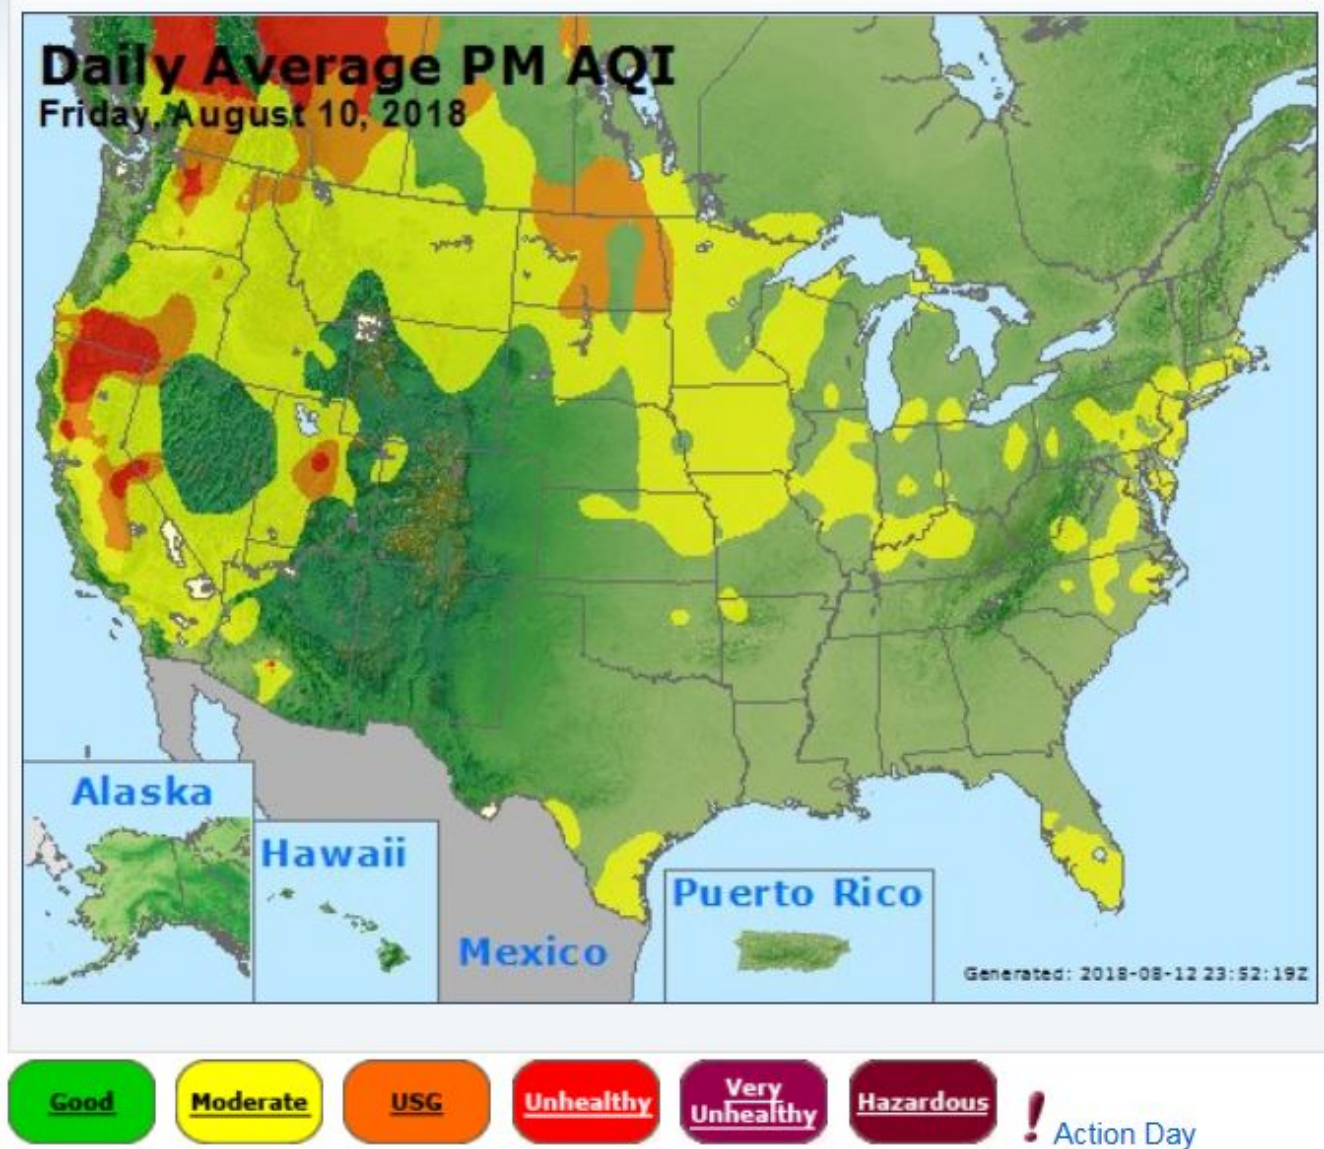 Daily Average PM AQI
Friday, August 10, 2018
Alaska
Hawaii
Mexico
Puerto Rico
Generated: 2018-08-12 23:52:19Z
Good
Moderate
USG
Unhealthy
Very
Unhealthy
Hazardous
! Action Day